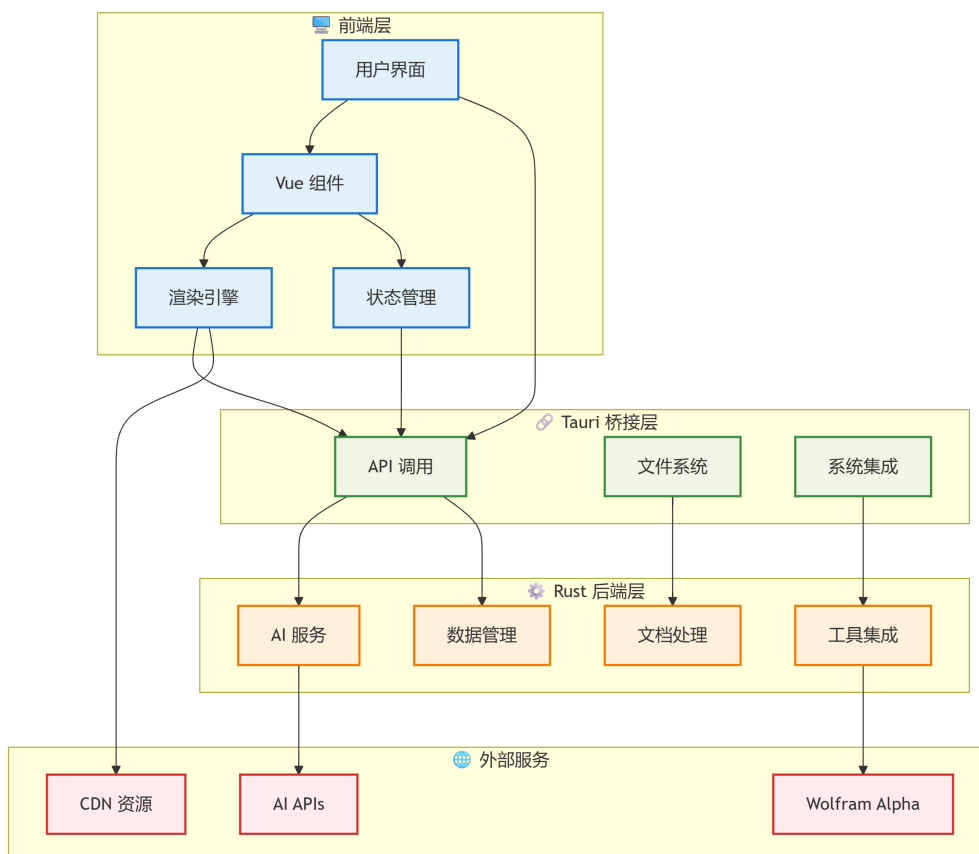 前端层
用户界面
Vue 组件
渲染引擎
状态管理
Tauri 桥接层
API 调用
文件系统
系统集成
Rust 后端层
AI 服务
数据管理
文档处理
工具集成
外部服务
CDN 资源
AI APIs
Wolfram Alpha